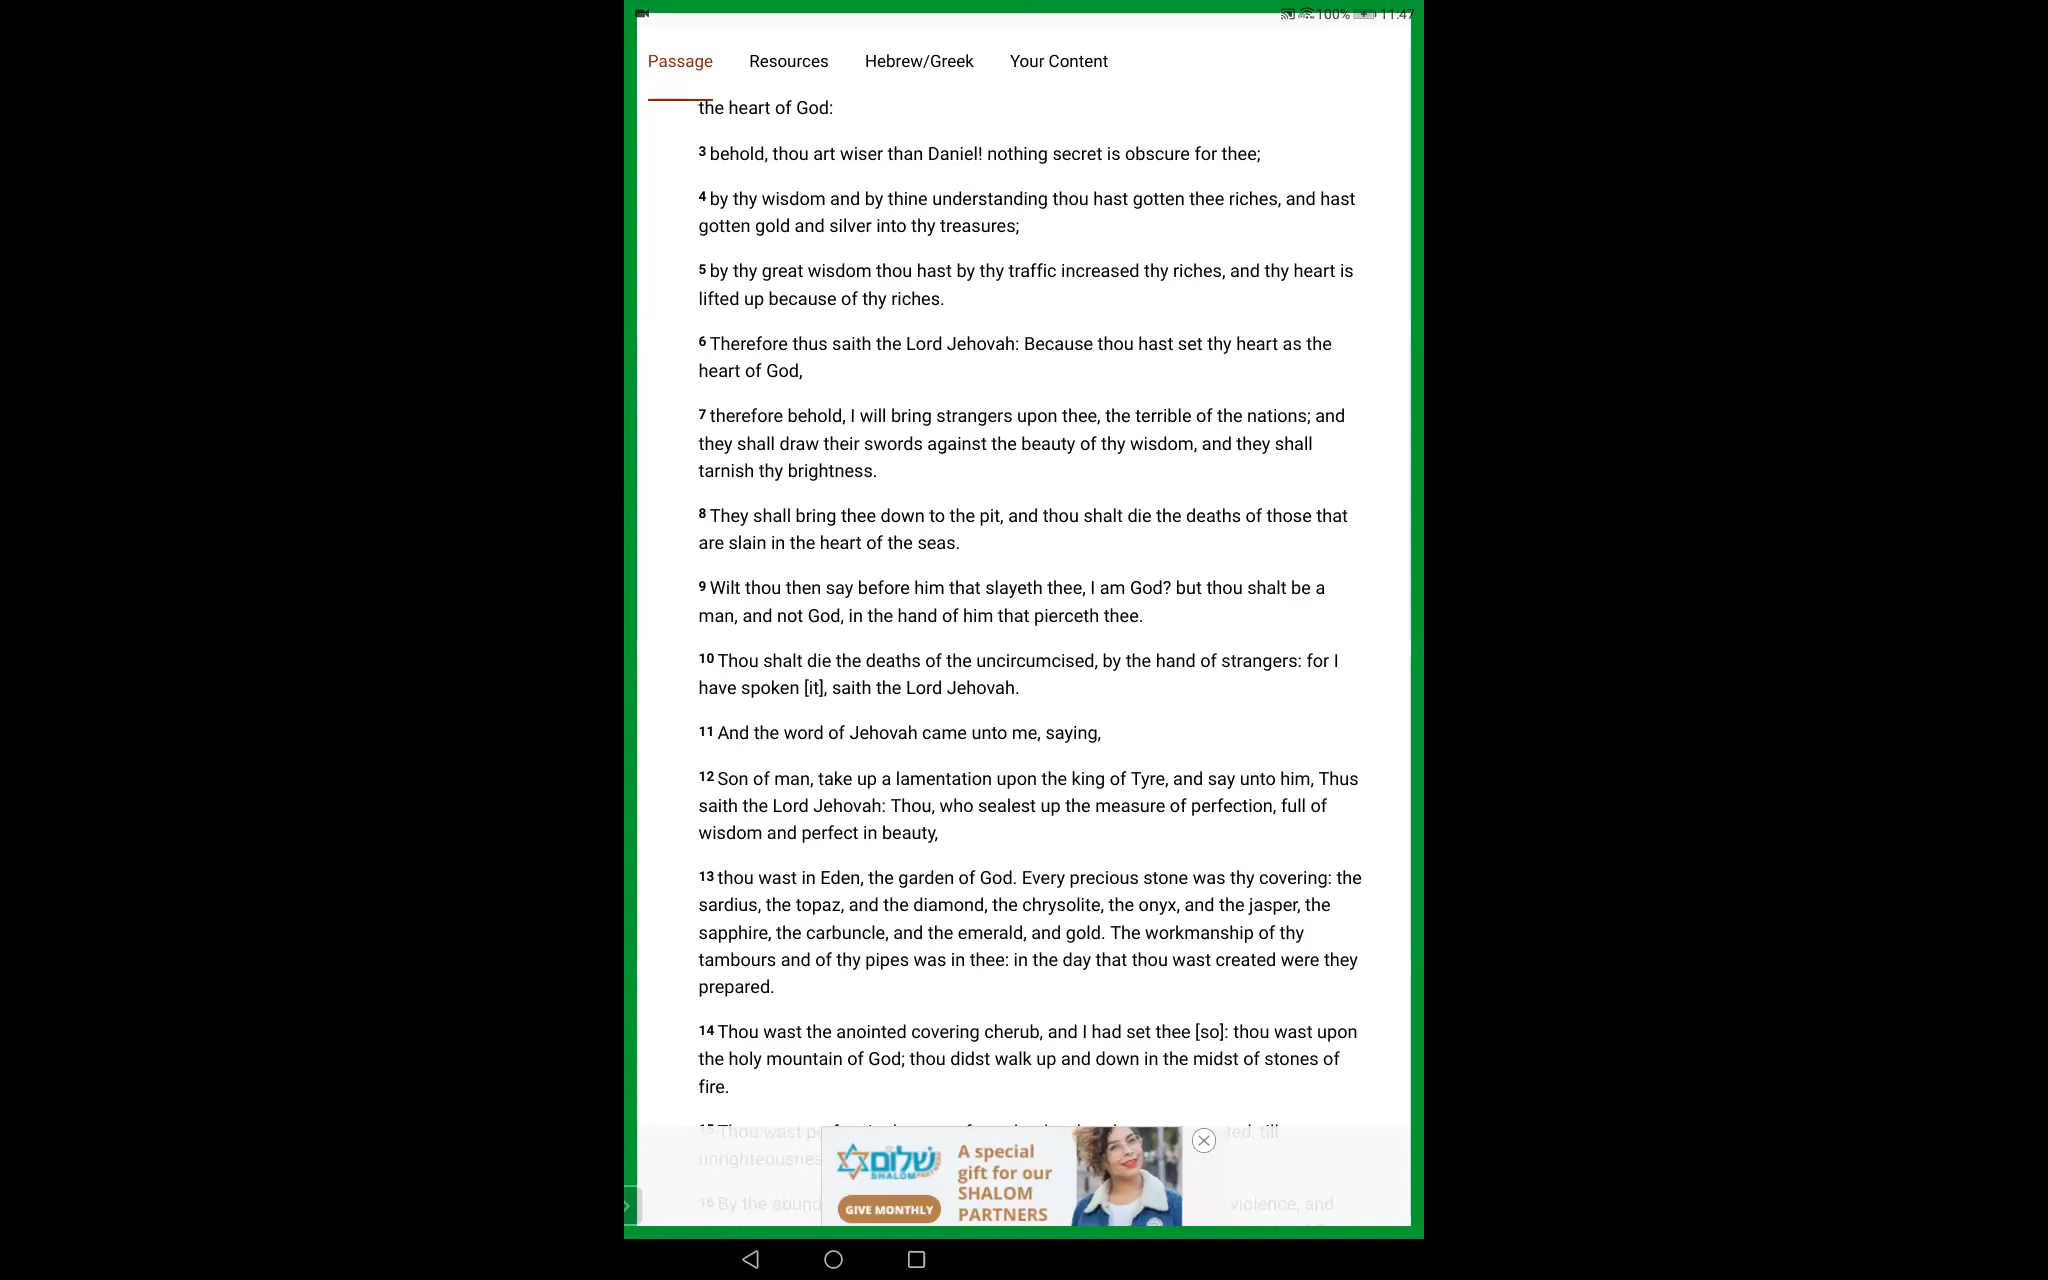 100% 11:47
Passage Resources Hebrew/Greek Your Content
the heart of God:
3 behold, thou art wiser than Daniel! nothing secret is obscure for thee;
4 by thy wisdom and by thine understanding thou hast gotten thee riches, and hast
gotten gold and silver into thy treasures;
5 by thy great wisdom thou hast by thy traffic increased thy riches, and thy heart is
lifted up because of thy riches.
6 Therefore thus saith the Lord Jehovah: Because thou hast set thy heart as the
heart of God,
7 therefore behold, I will bring strangers upon thee, the terrible of the nations; and
they shall draw their swords against the beauty of thy wisdom, and they shall
tarnish thy brightness.
8 They shall bring thee down to the pit, and thou shalt die the deaths of those that
are slain in the heart of the seas.
9 Wilt thou then say before him that slayeth thee, I am God? but thou shalt be a
man, and not God, in the hand of him that pierceth thee.
10 Thou shalt die the deaths of the uncircumcised, by the hand of strangers: for I
have spoken [it], saith the Lord Jehovah.
11 And the word of Jehovah came unto me, saying,
12 Son of man, take up a lamentation upon the king of Tyre, and say unto him, Thus
saith the Lord Jehovah: Thou, who sealest up the measure of perfection, full of
wisdom and perfect in beauty,
13 thou wast in Eden, the garden of God. Every precious stone was thy covering: the
sardius, the topaz, and the diamond, the chrysolite, the onyx, and the jasper, the
sapphire, the carbuncle, and the emerald, and gold. The workmanship of thy
tambours and of thy pipes was in thee: in the day that thou wast created were they
prepared.
14 Thou wast the anointed covering cherub, and I had set thee [so]: thou wast upon
the holy mountain of God; thou didst walk up and down in the midst of stones of
fire.
15 Thou wast till
16 By the violence, and
שלום
SHALOM
GIVE MONTHLY
A special
gift for our
SHALOM
PARTNERS